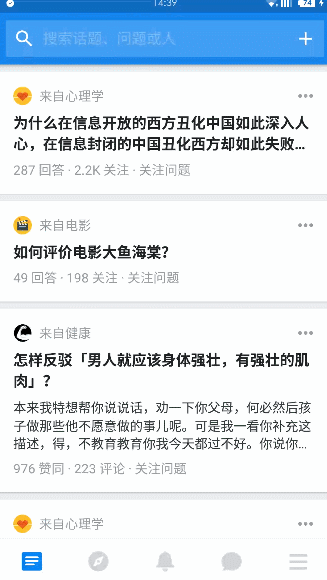 14:39
74
搜索话题、问题或人
来自心理学
为什么在信息开放的西方丑化中国如此深入人
心，在信息封闭的中国丑化西方却如此失败...
287 回答 · 2.2K 关注 · 关注问题
来自电影
如何评价电影大鱼海棠？
49 回答 · 198 关注 · 关注问题
来自健康
怎样反驳「男人就应该身体强壮，有强壮的肌
肉」？
本来我特想帮你说说话，劝一下你父母，何必然后孩
子做那些他不愿意做的事儿呢。可是我一看你补充这
描述，得，不教育教育你我今天都过不好。你说你...
976 赞同 · 223 评论 · 关注问题
来自心理学